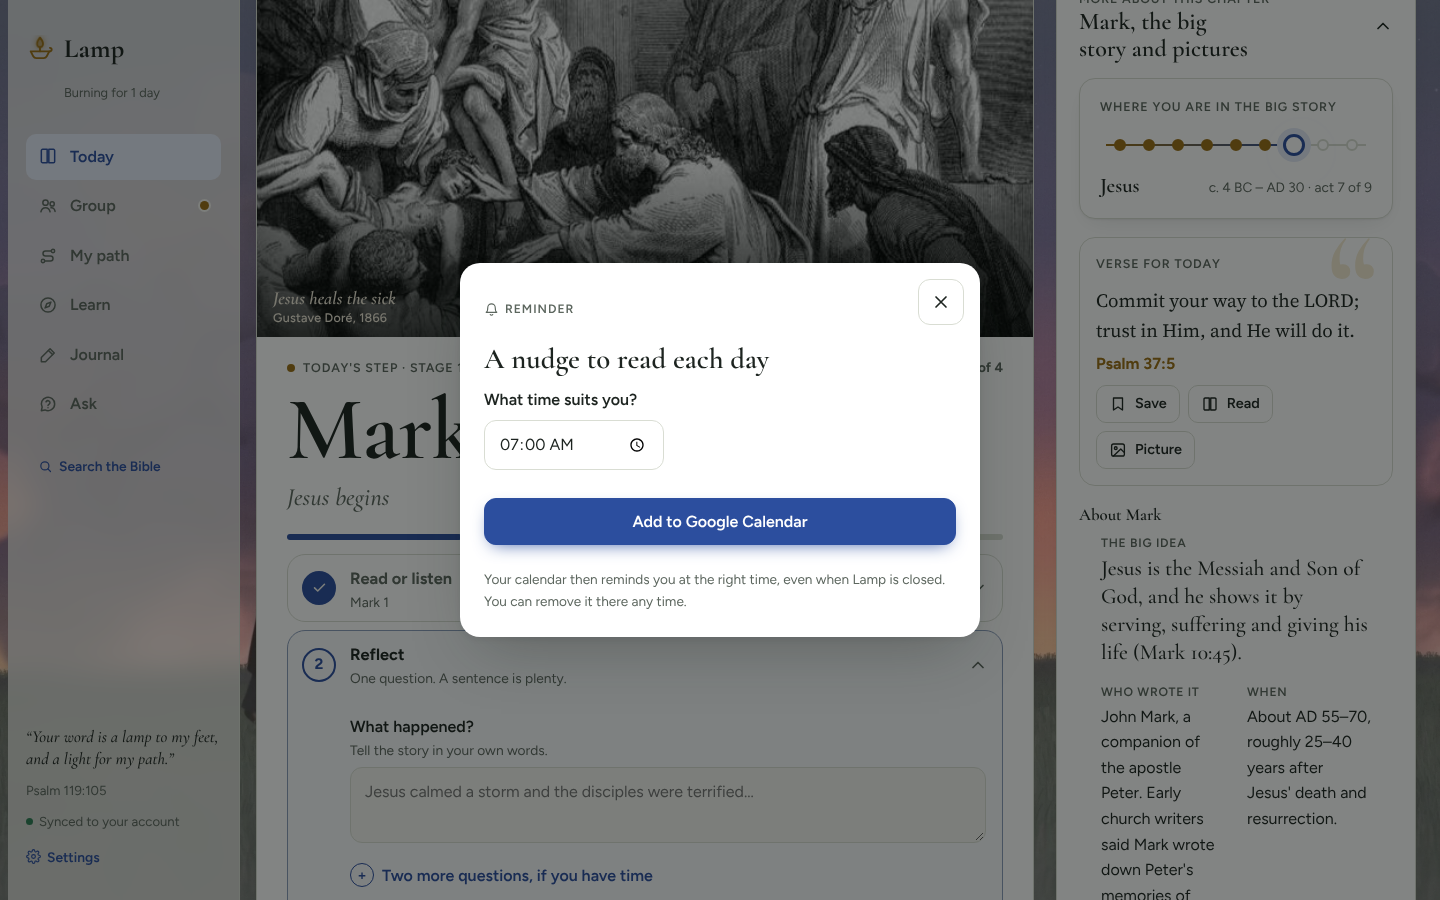 Lamp
Burning for 1 day
Today
Group
My path
Learn
Journal
Ask
Search the Bible
“Your word is a lamp to my feet,
and a light for my path.”
Psalm 119:105
Synced to your account
Settings
Jesus heals the sick
Gustave Doré, 1866
TODAY'S STEP · STAGE 1
of 4
Mark
Jesus begins
Read or listen
Mark 1
2
Reflect
One question. A sentence is plenty.
What happened?
Tell the story in your own words.
Jesus calmed a storm and the disciples were terrified...
Two more questions, if you have time
REMINDER
A nudge to read each day
What time suits you?
07:00 AM
Add to Google Calendar
Your calendar then reminds you at the right time, even when Lamp is closed.
You can remove it there any time.
MORE ABOUT THIS CHAPTER
Mark, the big
story and pictures
WHERE YOU ARE IN THE BIG STORY
Jesus
c. 4 BC – AD 30 · act 7 of 9
VERSE FOR TODAY
“
Commit your way to the LORD;
trust in Him, and He will do it.
Psalm 37:5
Save
Read
Picture
About Mark
THE BIG IDEA
Jesus is the Messiah and Son of
God, and he shows it by
serving, suffering and giving his
life (Mark 10:45).
WHO WROTE IT
John Mark, a
companion of
the apostle
Peter. Early
church writers
said Mark wrote
down Peter's
memories of
WHEN
About AD 55–70,
roughly 25–40
years after
Jesus' death and
resurrection.